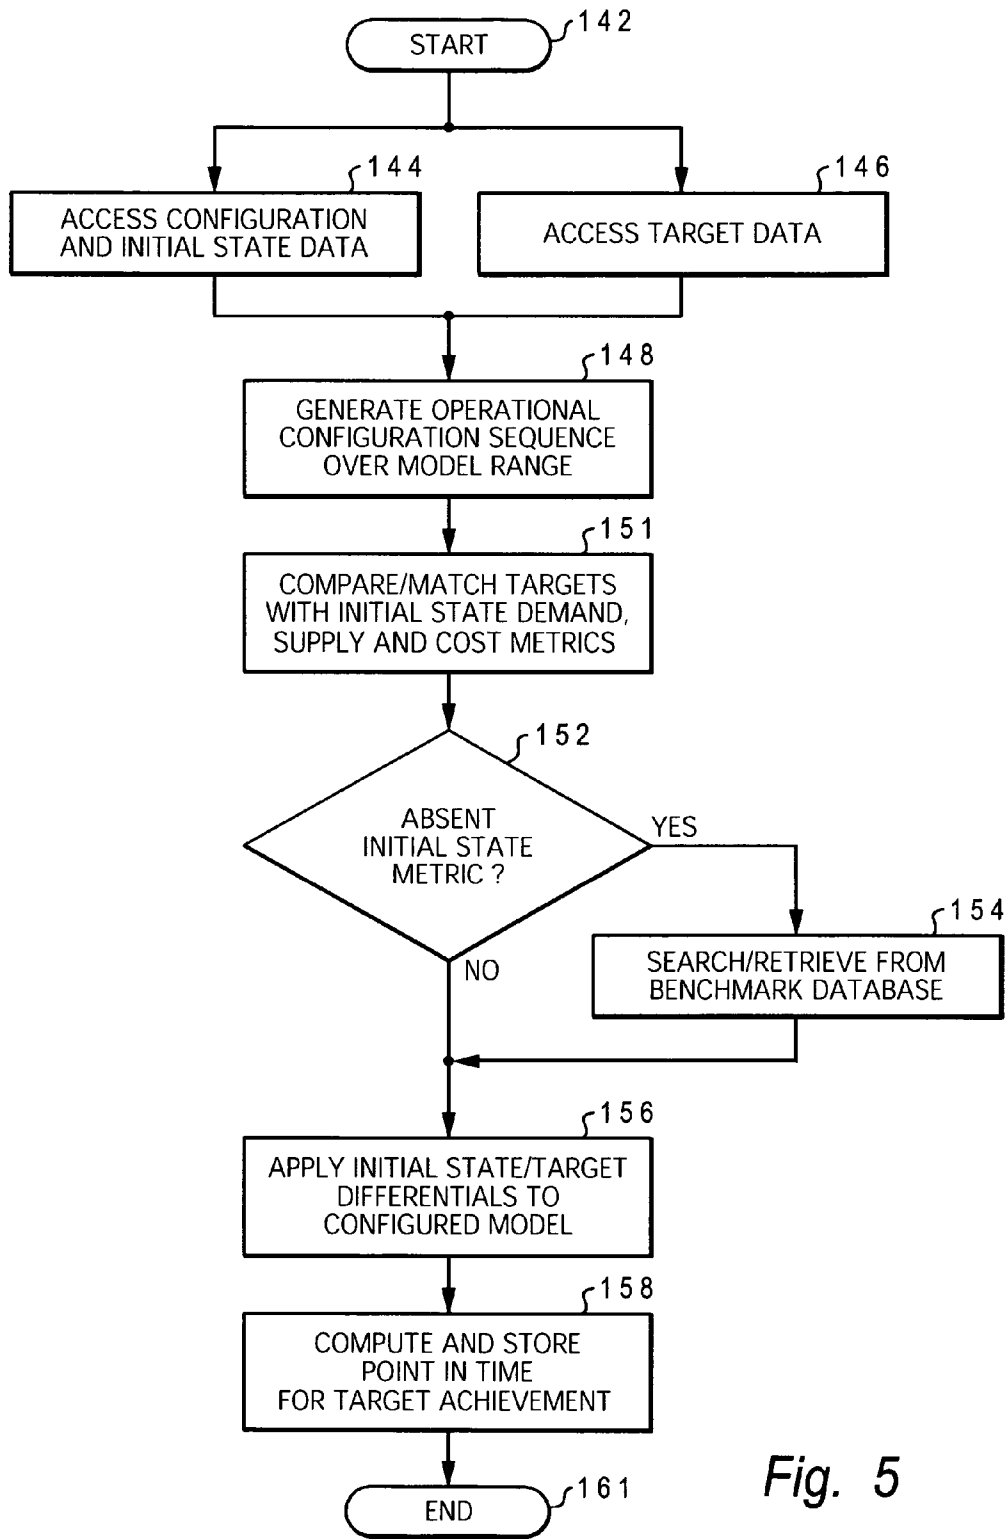 142
START
144
146
ACCESS CONFIGURATION
AND INITIAL STATE DATA
ACCESS TARGET DATA
148
GENERATE OPERATIONAL
CONFIGURATION SEQUENCE
OVER MODEL RANGE
151
COMPARE/MATCH TARGETS
WITH INITIAL STATE DEMAND,
SUPPLY AND COST METRICS
152
ABSENT
INITIAL STATE
METRIC ?
YES
NO
154
SEARCH/RETRIEVE FROM
BENCHMARK DATABASE
156
APPLY INITIAL STATE/TARGET
DIFFERENTIALS TO
CONFIGURED MODEL
158
COMPUTE AND STORE
POINT IN TIME
FOR TARGET ACHIEVEMENT
161
END
Fig. 5